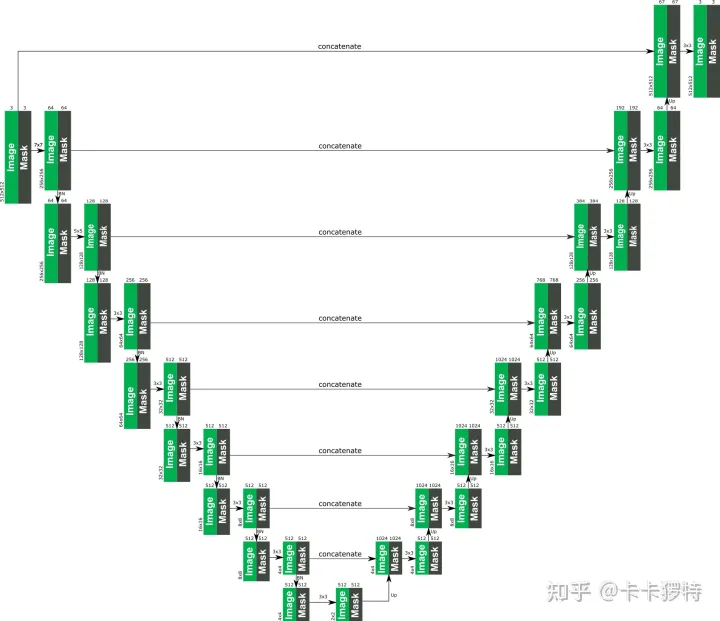 67 67
3 3
Image Mask
512x512
3x3
Image Mask
512x512
concatenate
Up
3 3
Image Mask
512x512
7x7
64 64
Image Mask
256x256
concatenate
192 192
Image Mask
256x256
3x3
64 64
Image Mask
256x256
BN
Up
64 64
Image Mask
256x256
5x5
128 128
Image Mask
128x128
concatenate
384 384
Image Mask
128x128
3x3
128 128
Image Mask
128x128
BN
Up
128 128
Image Mask
128x128
3x3
256 256
Image Mask
64x64
concatenate
768 768
Image Mask
64x64
3x3
256 256
Image Mask
64x64
BN
Up
256 256
Image Mask
64x64
3x3
512 512
Image Mask
32x32
concatenate
1024 1024
Image Mask
32x32
3x3
512 512
Image Mask
32x32
BN
Up
512 512
Image Mask
32x32
3x3
512 512
Image Mask
16x16
concatenate
1024 1024
Image Mask
16x16
3x3
512 512
Image Mask
16x16
BN
Up
512 512
Image Mask
16x16
3x3
512 512
Image Mask
8x8
concatenate
1024 1024
Image Mask
8x8
3x3
512 512
Image Mask
8x8
BN
Up
512 512
Image Mask
8x8
3x3
512 512
Image Mask
4x4
concatenate
1024 1024
Image Mask
4x4
3x3
512 512
Image Mask
4x4
BN
Up
512 512
Image Mask
4x4
3x3
512 512
Image Mask
2x2
知乎 @卡卡猡特